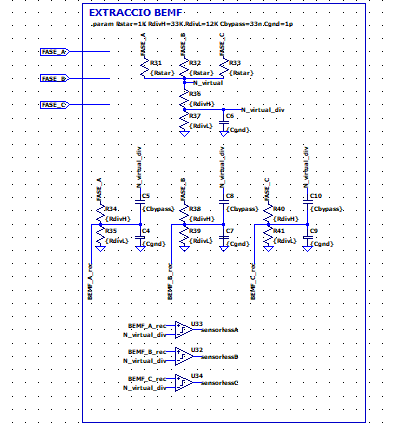 EXTRACCIO BEMF
.param Rstar=1K RdivH=33K RdivL=12K Cbypass=33n Cgnd=1p
FASE_A
FASE_B
FASE_C
FASE_A
FASE_B
FASE_C
R31
{Rstar}
R32
{Rstar}
R33
{Rstar}
N_virtual
R36
{RdivH}
N_virtual_div
R37
{RdivL}
C6
{Cgnd}
FASE_A
N_virtual_div
FASE_B
N_virtual_div
FASE_C
N_virtual_div
R34
{RdivH}
C5
{Cbypass}
R38
{RdivH}
C8
{Cbypass}
R40
{RdivH}
C10
{Cbypass}
R35
{RdivL}
C4
{Cgnd}
R39
{RdivL}
C7
{Cgnd}
R41
{RdivL}
C9
{Cgnd}
BEMF_A_rec
BEMF_B_rec
BEMF_C_rec
BEMF_A_rec
N_virtual_div
U33
sensorlessA
BEMF_B_rec
N_virtual_div
U32
sensorlessB
BEMF_C_rec
N_virtual_div
U34
sensorlessC